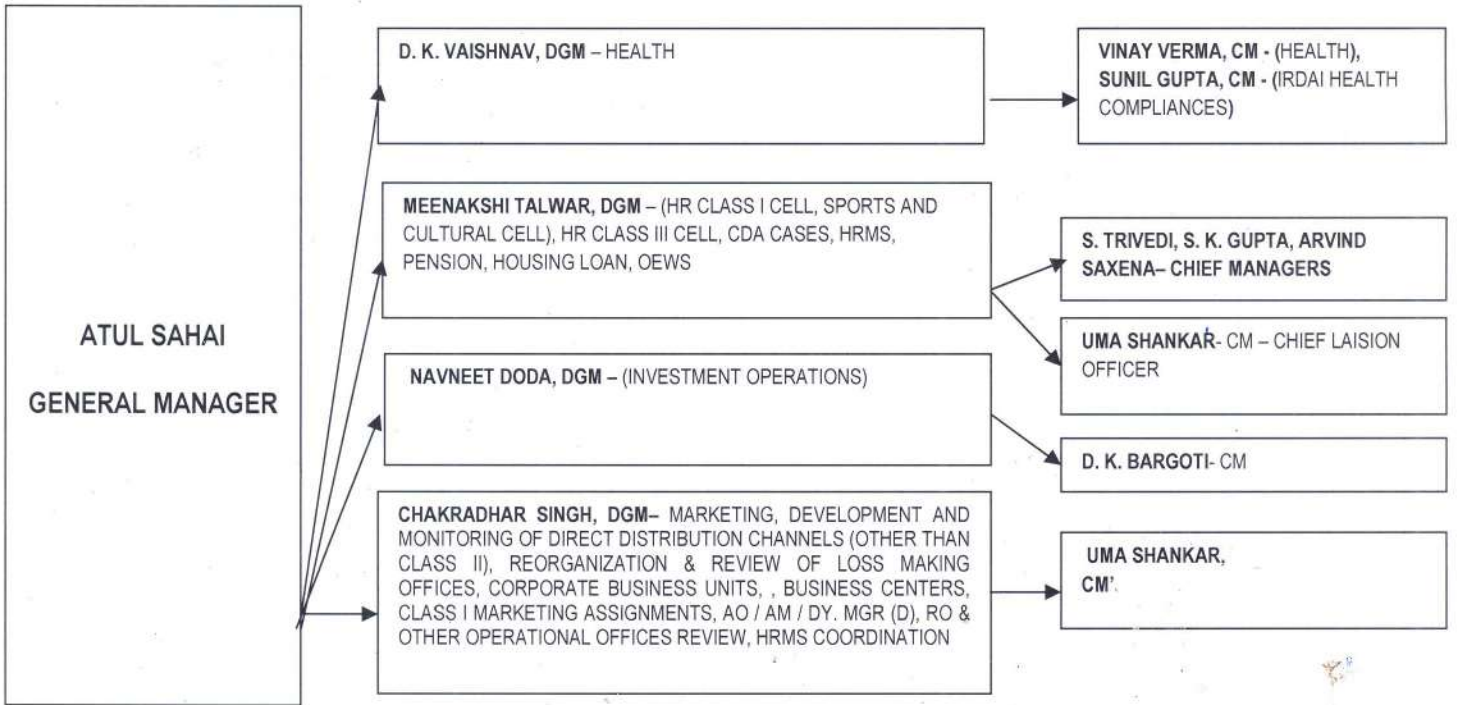 ATUL SAHAI
GENERAL MANAGER
D. K. VAISHNAV, DGM – HEALTH
VINAY VERMA, CM - (HEALTH),
SUNIL GUPTA, CM - (IRDAI HEALTH
COMPLIANCES)
MEENAKSHI TALWAR, DGM – (HR CLASS I CELL, SPORTS AND
CULTURAL CELL), HR CLASS III CELL, CDA CASES, HRMS,
PENSION, HOUSING LOAN, OEWS
S. TRIVEDI, S. K. GUPTA, ARVIND
SAXENA– CHIEF MANAGERS
UMA SHANKAR- CM – CHIEF LAISION
OFFICER
NAVNEET DODA, DGM – (INVESTMENT OPERATIONS)
D. K. BARGOTI- CM
CHAKRADHAR SINGH, DGM– MARKETING, DEVELOPMENT AND
MONITORING OF DIRECT DISTRIBUTION CHANNELS (OTHER THAN
CLASS II), REORGANIZATION & REVIEW OF LOSS MAKING
OFFICES, CORPORATE BUSINESS UNITS, , BUSINESS CENTERS,
CLASS I MARKETING ASSIGNMENTS, AO / AM / DY. MGR (D), RO &
OTHER OPERATIONAL OFFICES REVIEW, HRMS COORDINATION
UMA SHANKAR,
CM'